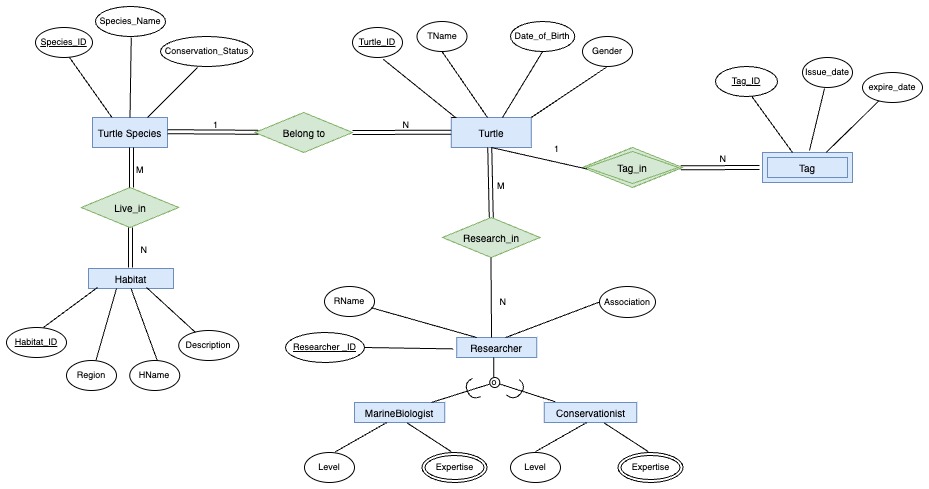 Species_Name
Species_ID
Conservation_Status
Turtle_ID
TName
Date_of_Birth
Gender
Tag_ID
Issue_date
expire_date
Turtle Species
1
Belong to
N
Turtle
1
Tag_in
N
Tag
M
Live_in
N
M
Research_in
N
Habitat
Habitat_ID
Region
HName
Description
RName
Association
Researcher _ID
Researcher
o
MarineBiologist
Conservationist
Level
Expertise
Level
Expertise